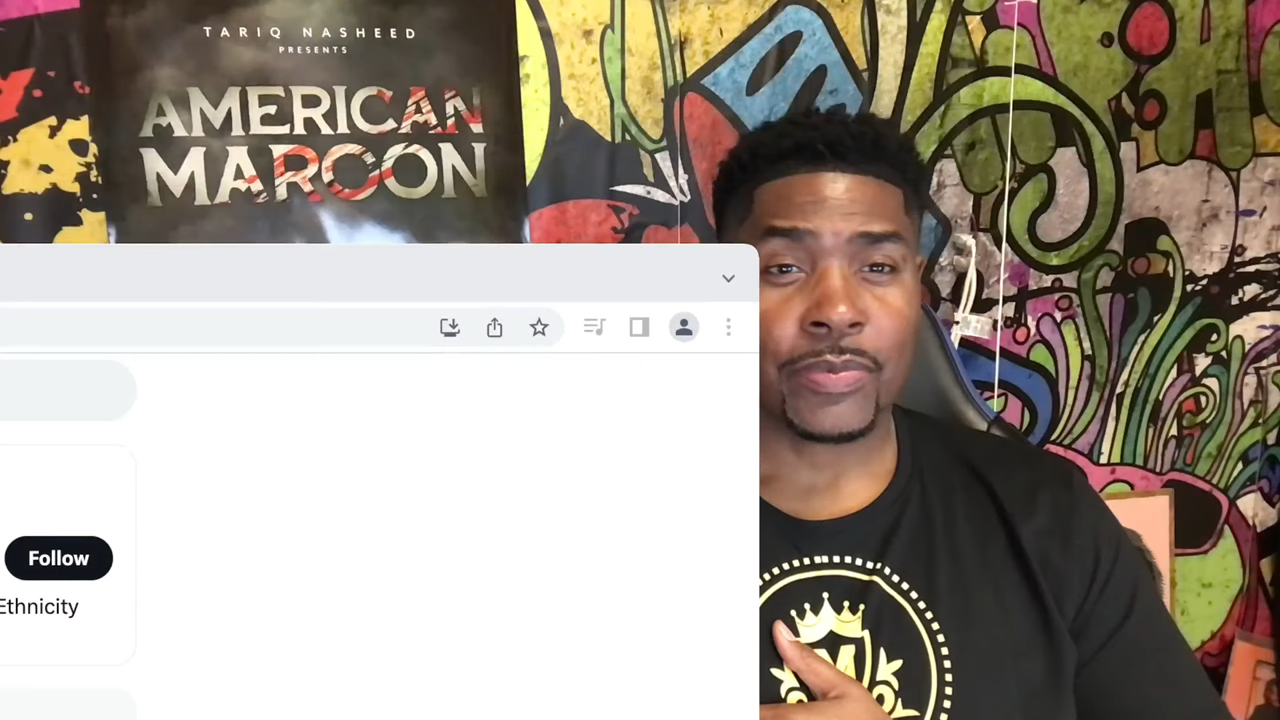 TARIQ NASHEED
PRESENTS
AMERICAN
MAROON
Follow
Ethnicity
M